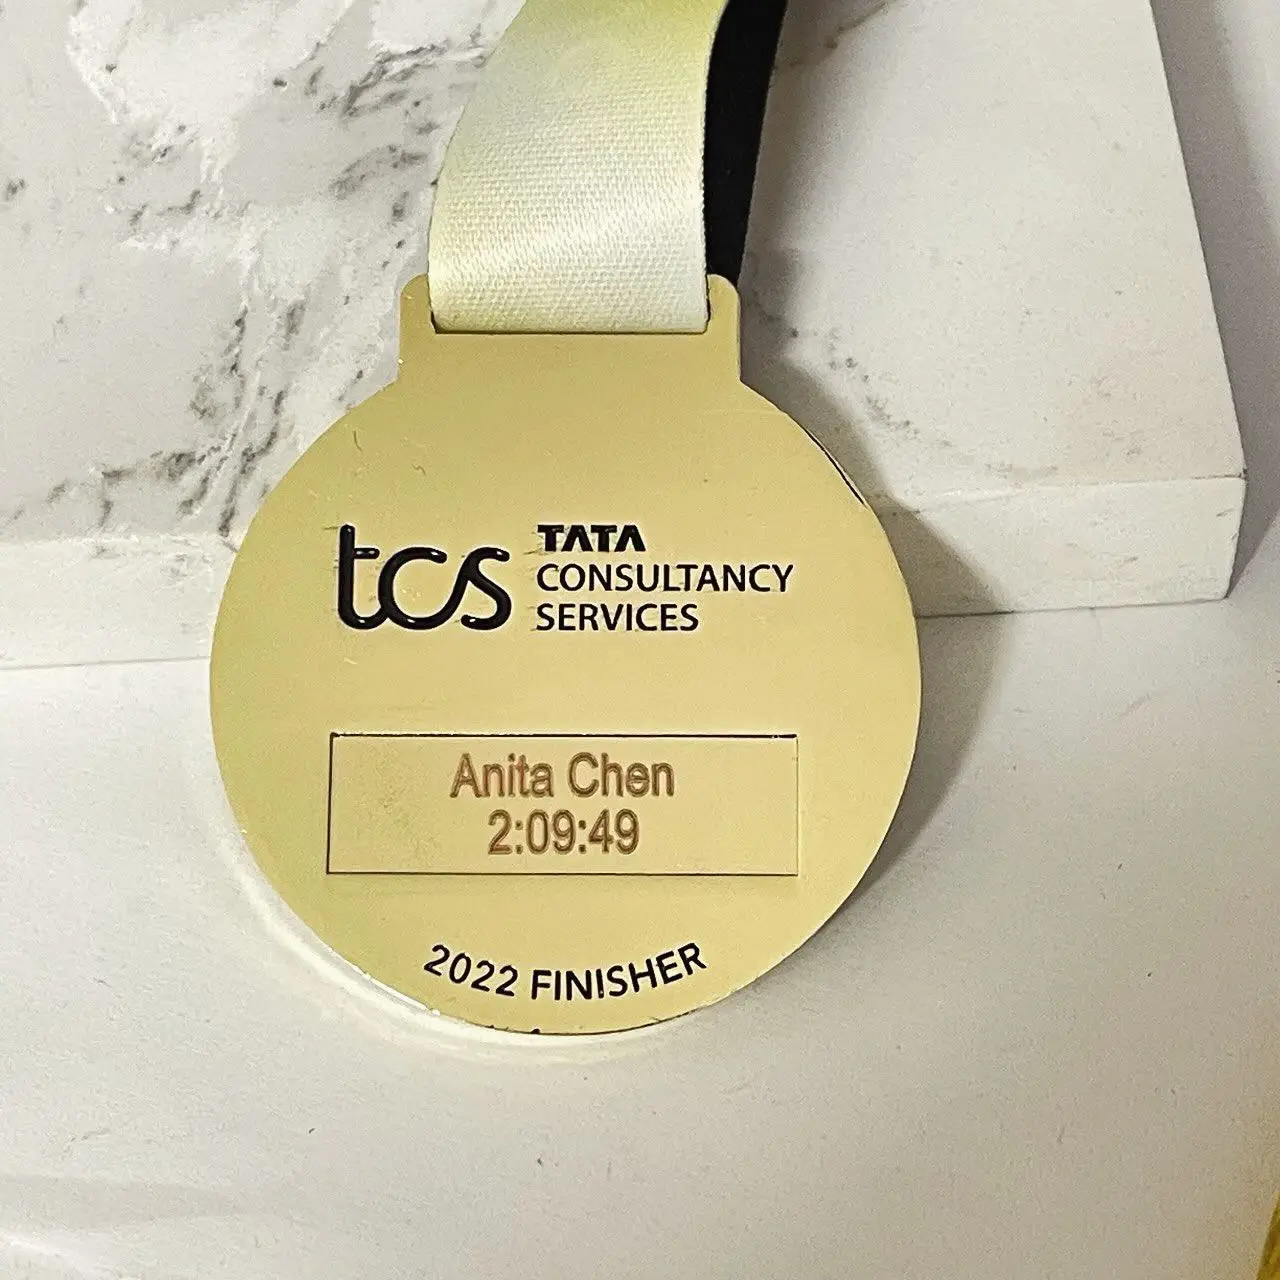 tcs
TATA
CONSULTANCY
SERVICES
Anita Chen
2:09:49
2022 FINISHER